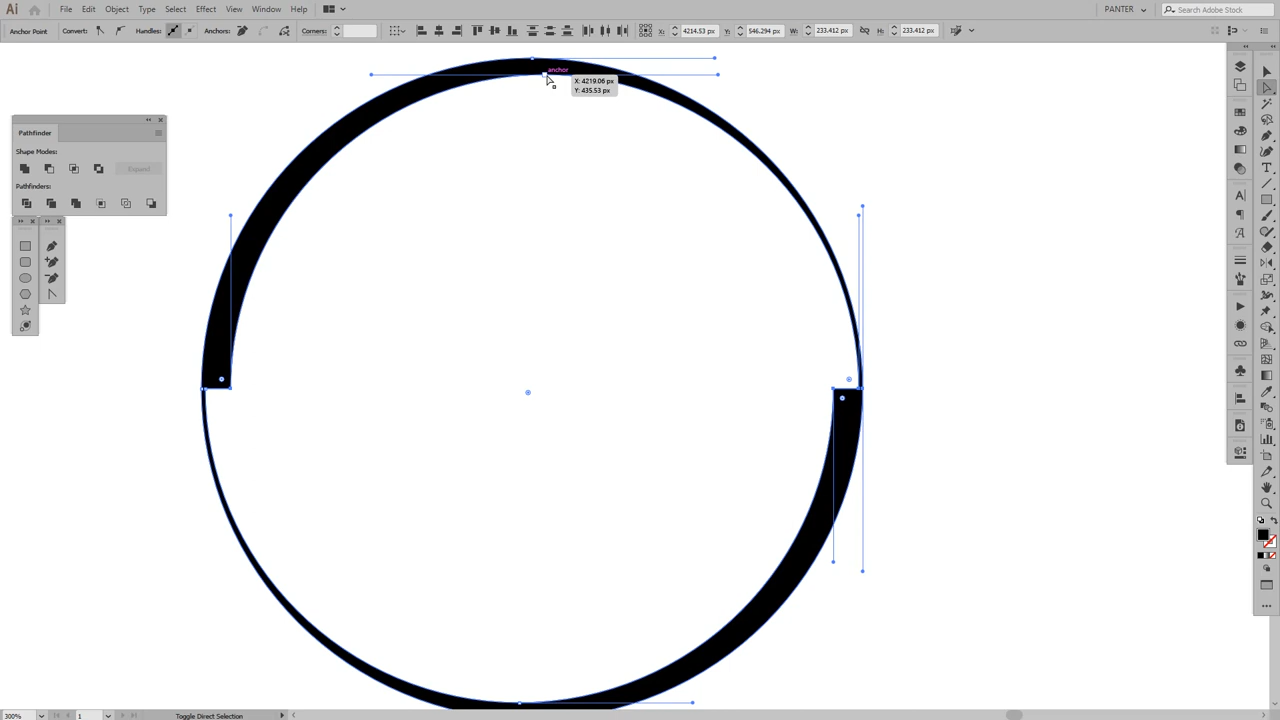 Ai File Edit Object Type Select Effect View Window Help PANTER Search Adobe Stock
Anchor Point Convert: Handles: Anchors: Corners: X: 4214.53 px Y: 546.294 px W: 233.412 px H: 233.412 px
anchor
X: 4219.06 px
Y: 435.53 px
Pathfinder
Shape Modes:
Expand
Pathfinders:
300% 1 Toggle Direct Selection